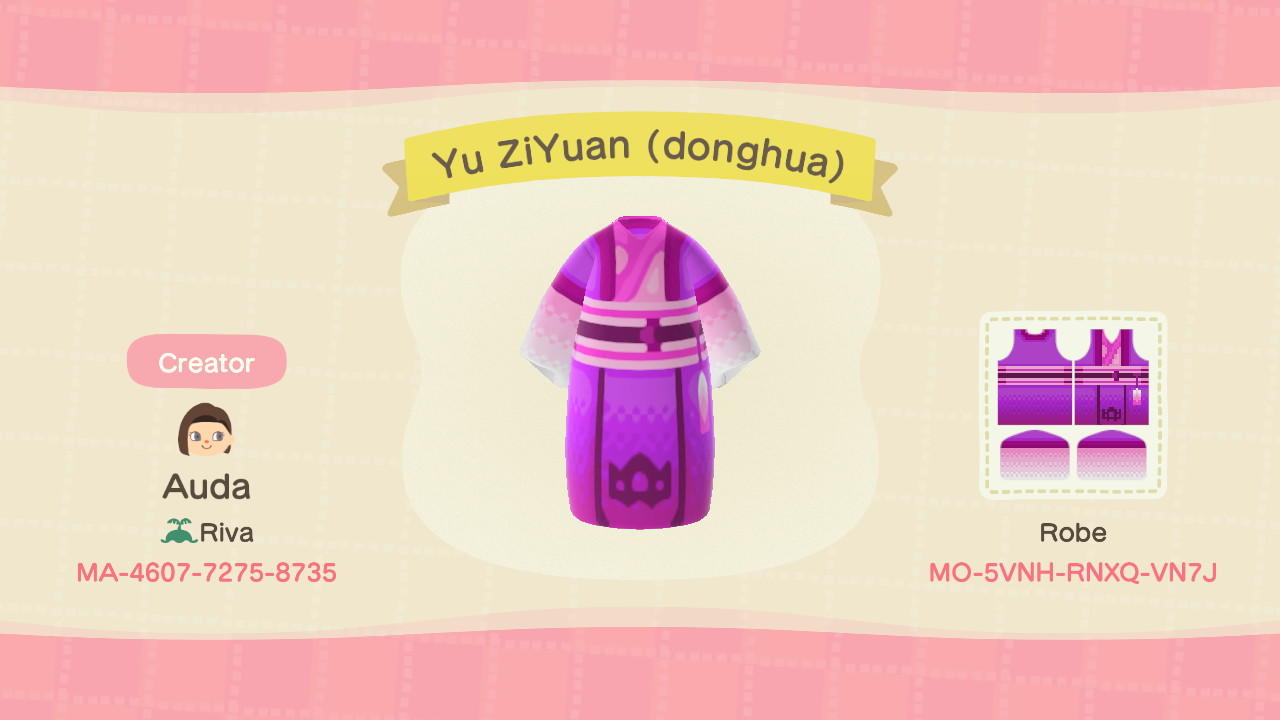 Yu ZiYuan (donghua)
Creator
Auda
Riva
MA-4607-7275-8735
Robe
MO-5VNH-RNXQ-VN7J